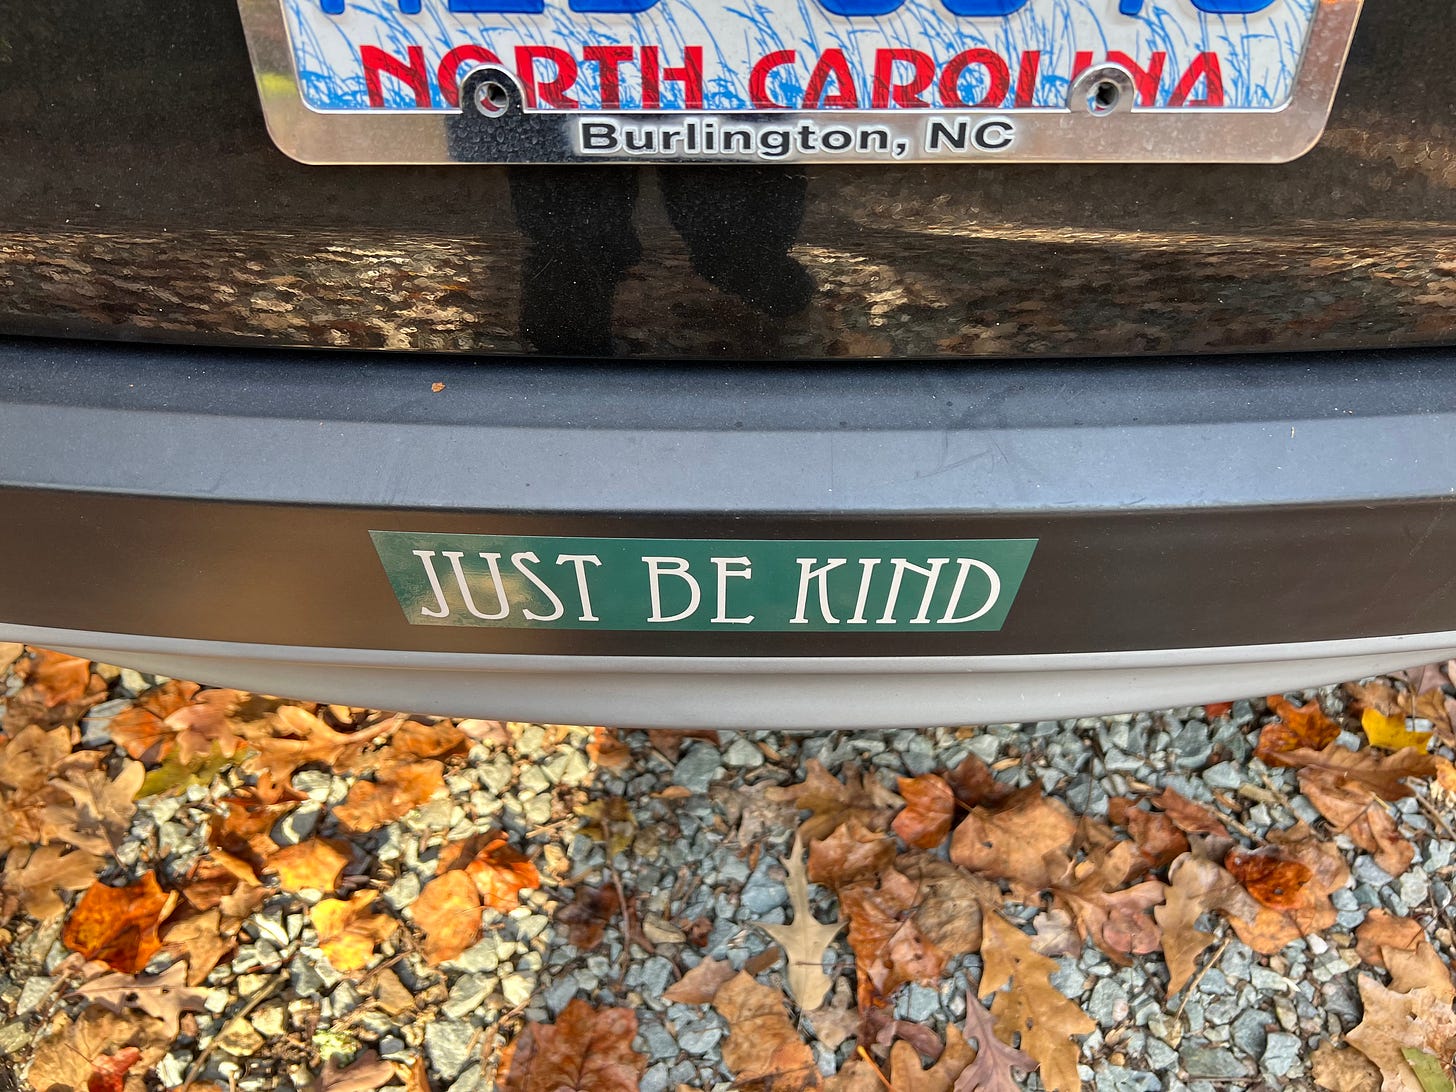 NORTH CAROLINA
Burlington, NC
JUST BE KIND